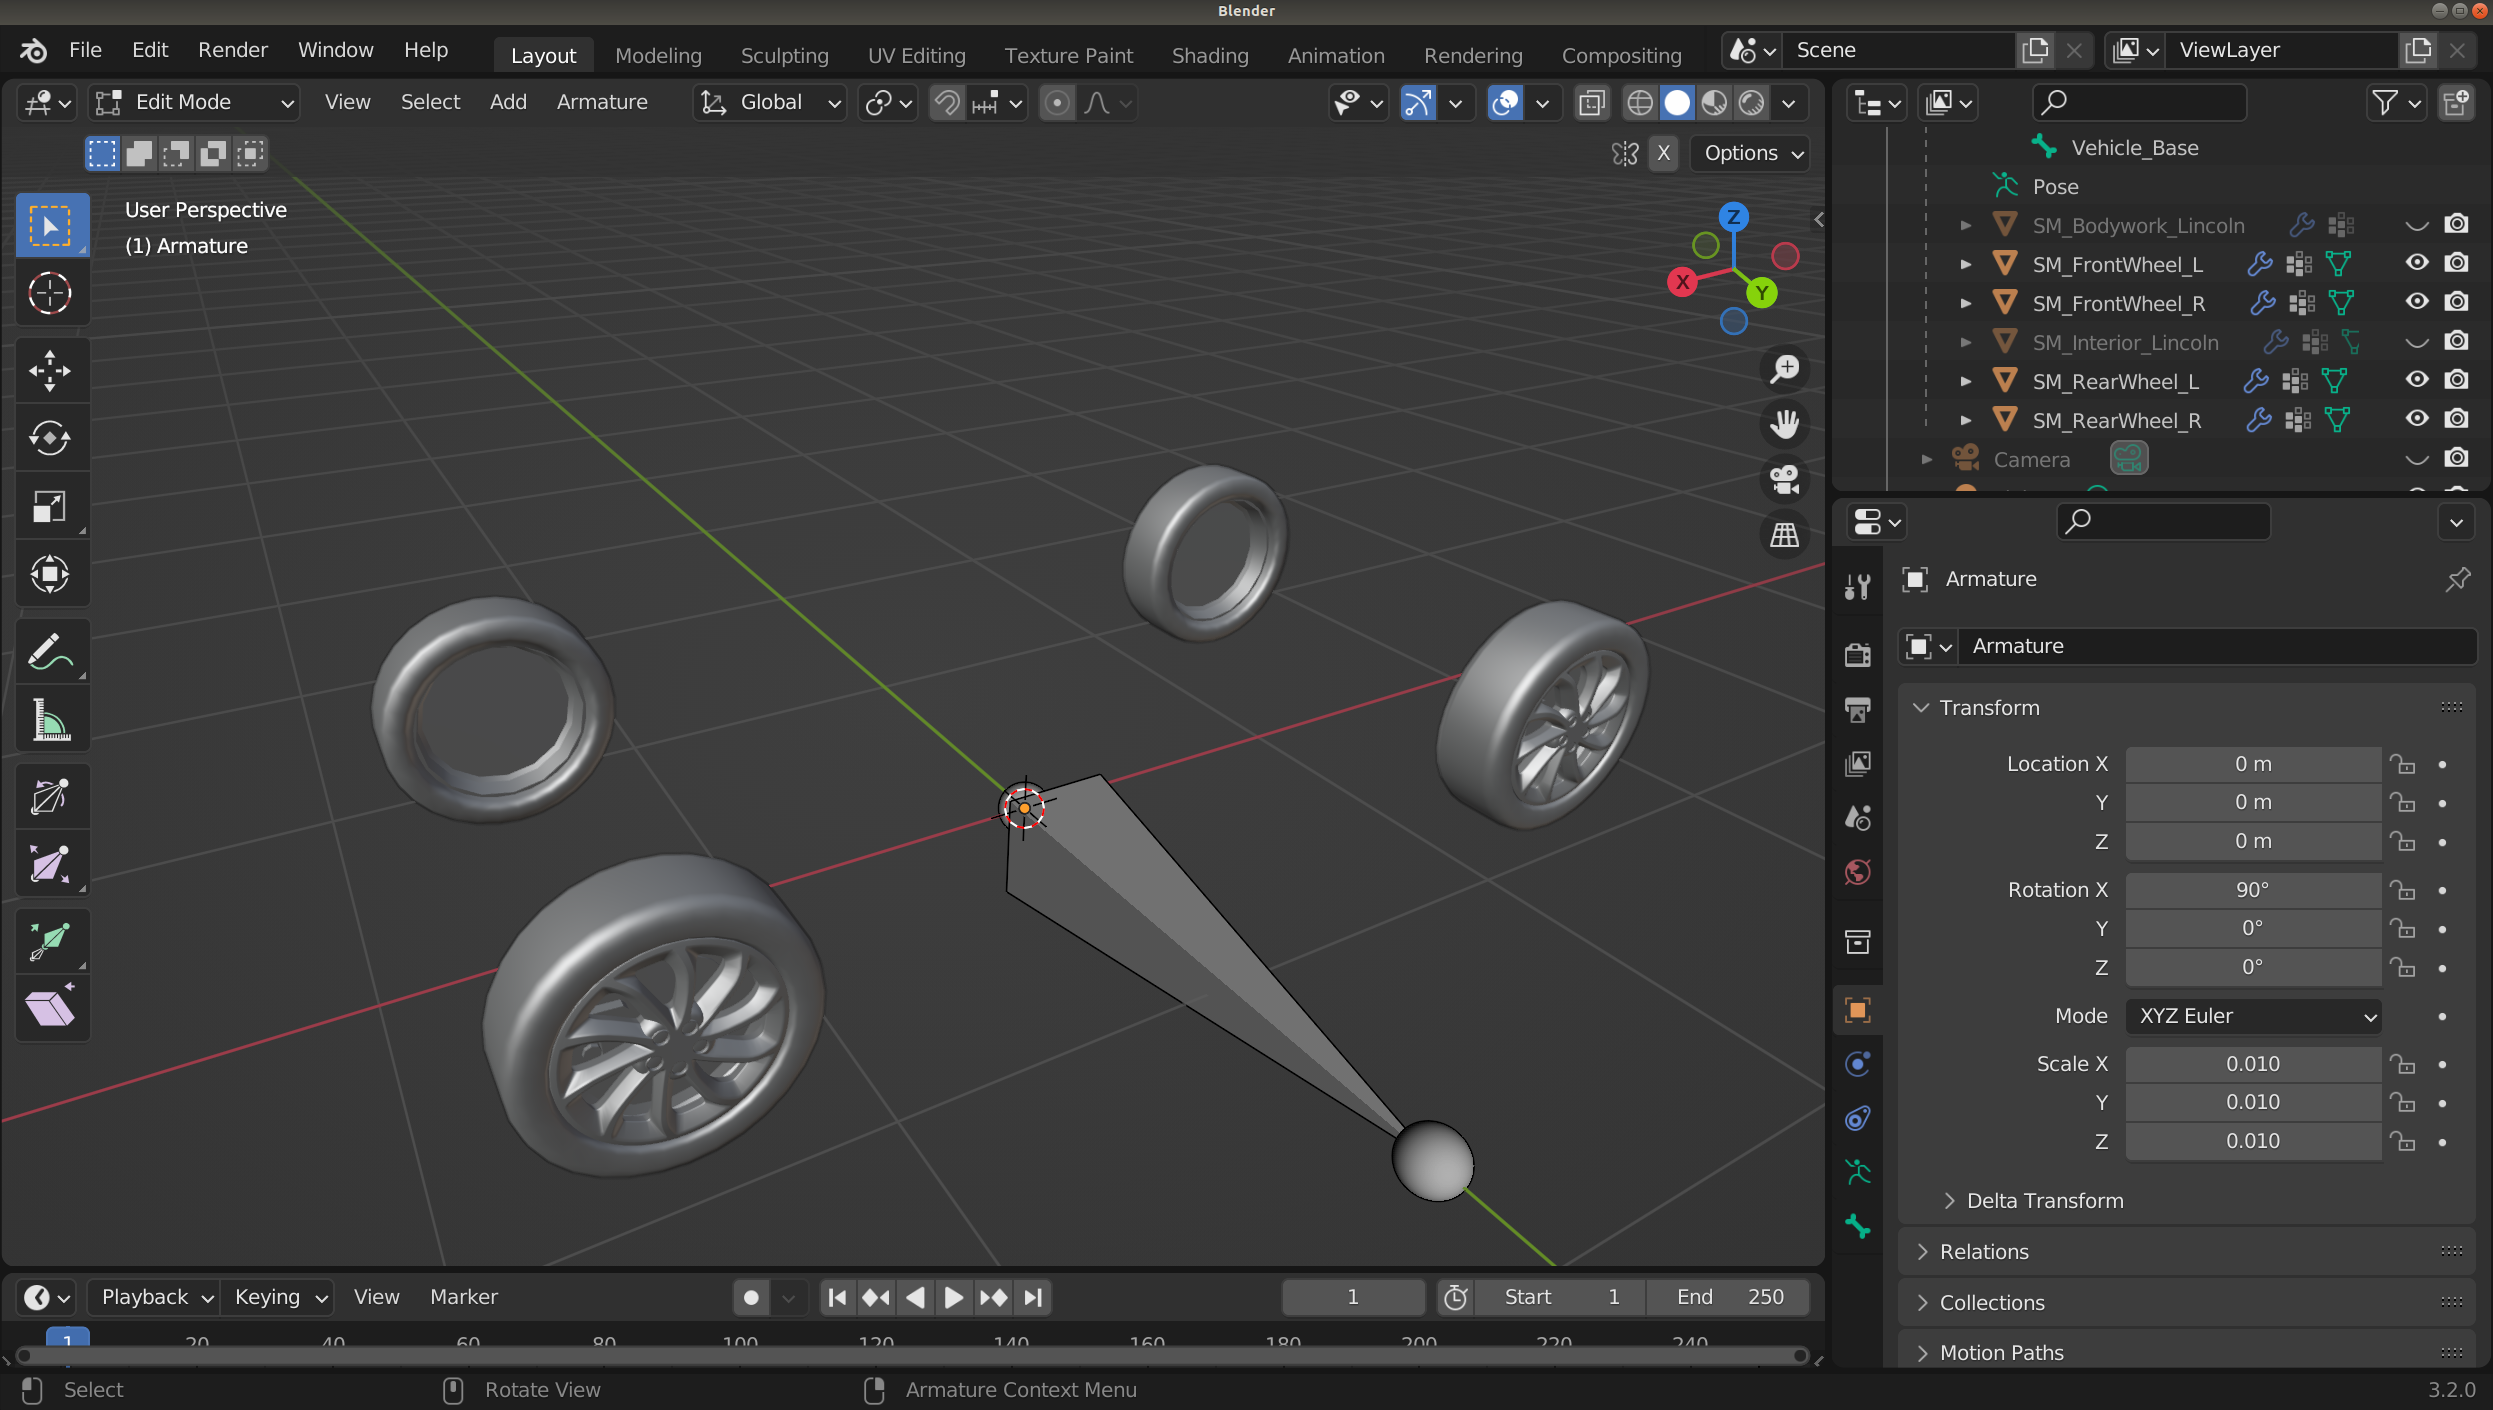 Blender
File Edit Render Window Help Layout Modeling Sculpting UV Editing Texture Paint Shading Animation Rendering Compositing Scene ViewLayer
Edit Mode View Select Add Armature Global
X Options
User Perspective
(1) Armature
Z
X
Y
Vehicle_Base
Pose
SM_Bodywork_Lincoln
SM_FrontWheel_L
SM_FrontWheel_R
SM_Interior_Lincoln
SM_RearWheel_L
SM_RearWheel_R
Camera
Armature
Armature
Transform
Location X 0 m
Y 0 m
Z 0 m
Rotation X 90°
Y 0°
Z 0°
Mode XYZ Euler
Scale X 0.010
Y 0.010
Z 0.010
Delta Transform
Relations
Collections
Motion Paths
Playback Keying View Marker 1 Start 1 End 250
1 20 40 60 80 100 120 140 160 180 200 220 240
Select Rotate View Armature Context Menu 3.2.0